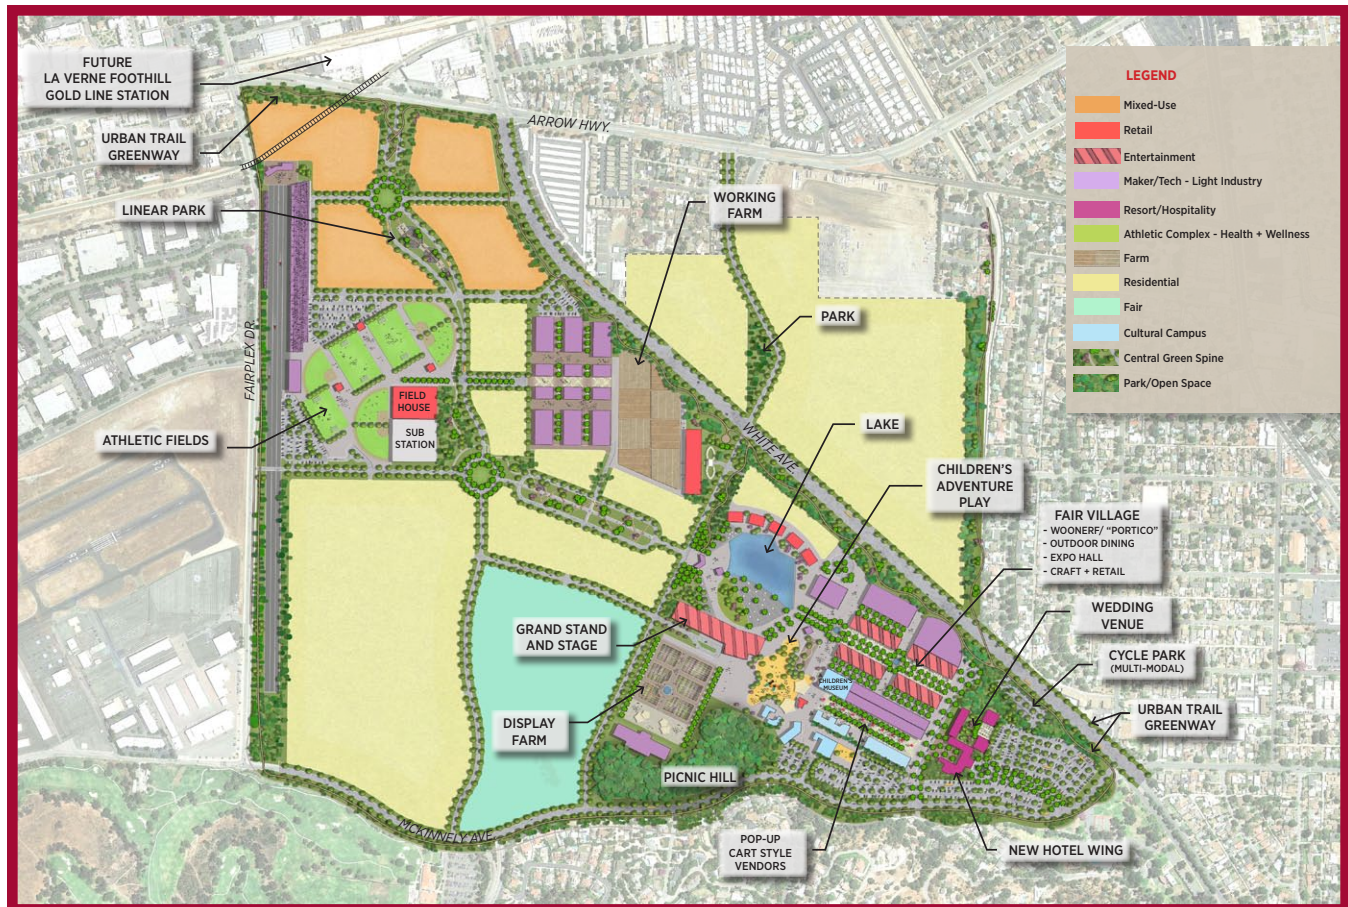 FUTURE
LA VERNE FOOTHILL
GOLD LINE STATION
URBAN TRAIL
GREENWAY
LINEAR PARK
ARROW HWY.
WORKING
FARM
PARK
FAIRPLEX DR
FIELD
HOUSE
SUB
STATION
ATHLETIC FIELDS
WHITE AVE.
LAKE
CHILDREN'S
ADVENTURE
PLAY
FAIR VILLAGE
- WOONERF/ "PORTICO"
- OUTDOOR DINING
- EXPO HALL
- CRAFT + RETAIL
WEDDING
VENUE
CYCLE PARK
(MULTI-MODAL)
URBAN TRAIL
GREENWAY
GRAND STAND
AND STAGE
CHILDREN'S
MUSEUM
DISPLAY
FARM
PICNIC HILL
MCKINNELY AVE.
POP-UP
CART STYLE
VENDORS
NEW HOTEL WING
LEGEND
Mixed-Use
Retail
Entertainment
Maker/Tech - Light Industry
Resort/Hospitality
Athletic Complex - Health + Wellness
Farm
Residential
Fair
Cultural Campus
Central Green Spine
Park/Open Space